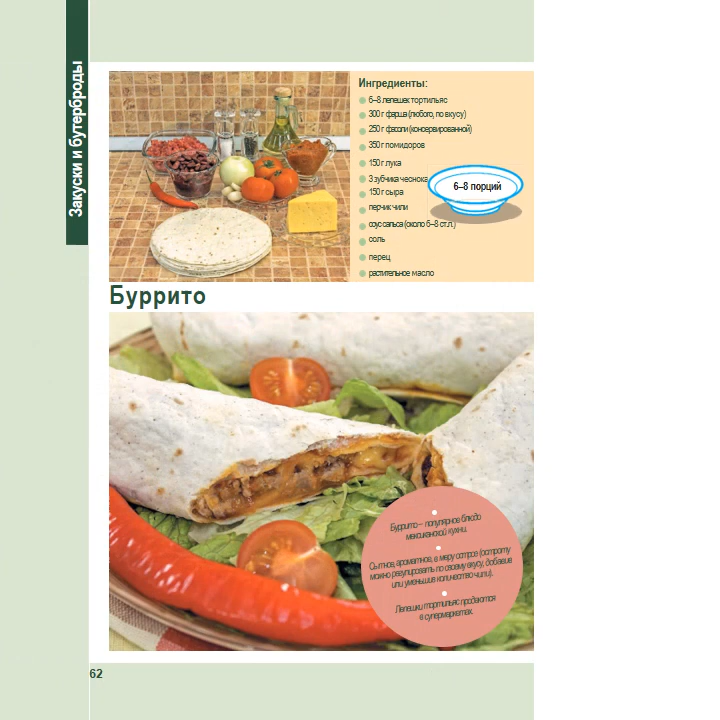 Закуски и бутерброды
Ингредиенты:
6–8 лепешек тортильяс
300 г фарша (любого, по вкусу)
250 г фасоли (консервированной)
350 г помидоров
150 г лука
3 зубчика чеснока
150 г сыра
перчик чили
соус сальса (около 6–8 ст.л.)
соль
перец
растительное масло
6–8 порций
Буррито
Буррито – популярное блюдо
мексиканской кухни.
Сытное, ароматное, в меру острое (остроту
можно регулировать по своему вкусу, добавив
или уменьшив количество чили).
Лепешки тортильяс продаются
в супермаркетах.
62